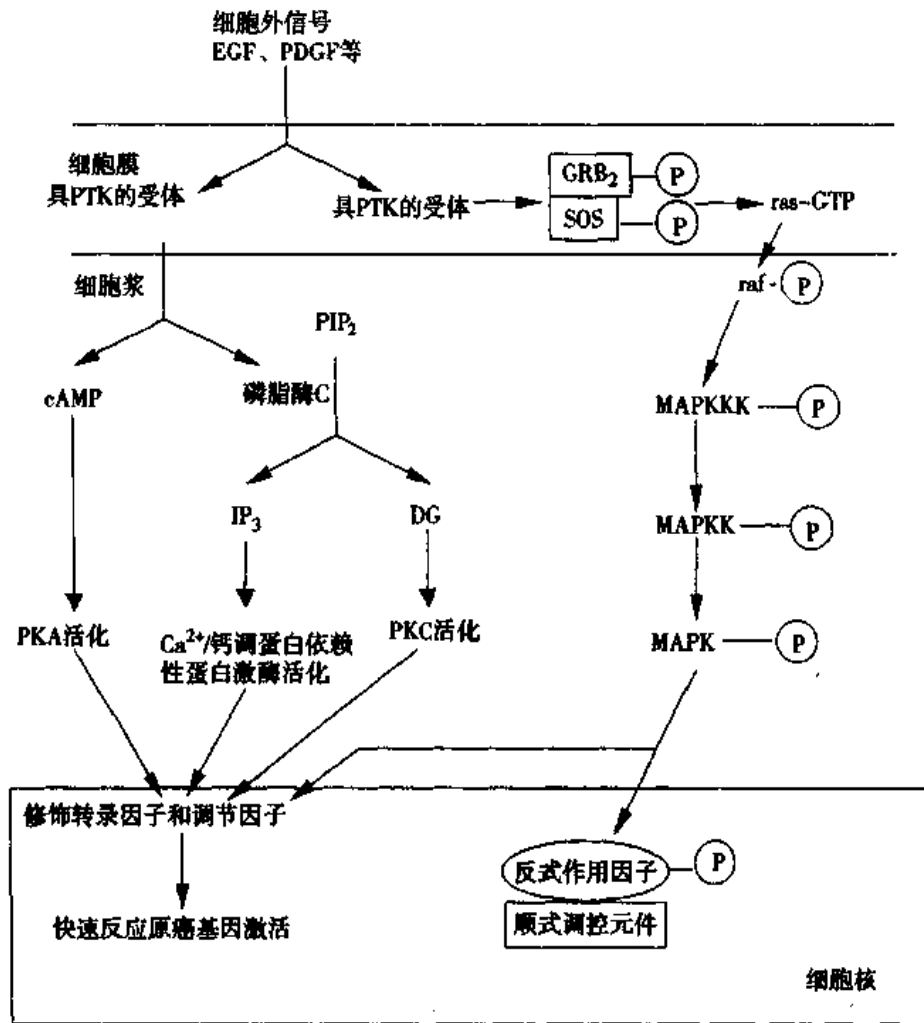 细胞外信号
EGF、PDGF等
细胞膜
具PTK的受体
具PTK的受体
GRB₂
P
SOS
P
ras-GTP
细胞浆
raf-
P
PIP₂
cAMP
磷脂酶C
MAPKKK
P
IP₃
DG
MAPKK
P
PKA活化
Ca²⁺/钙调蛋白依赖
性蛋白激酶活化
PKC活化
MAPK
P
修饰转录因子和调节因子
反式作用因子
P
快速反应原癌基因激活
顺式调控元件
细胞核